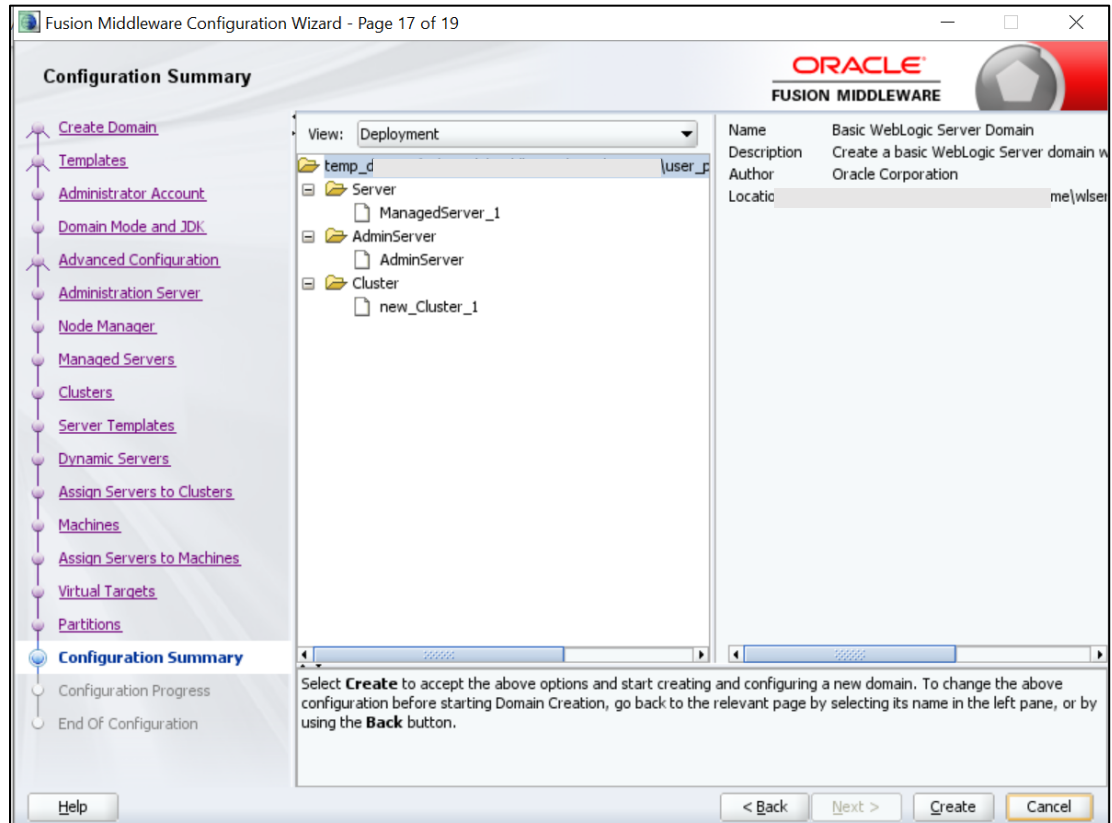 Fusion Middleware Configuration Wizard - Page 17 of 19
Configuration Summary
ORACLE
FUSION MIDDLEWARE
Create Domain
Templates
Administrator Account
Domain Mode and JDK
Advanced Configuration
Administration Server
Node Manager
Managed Servers
Clusters
Server Templates
Dynamic Servers
Assign Servers to Clusters
Machines
Assign Servers to Machines
Virtual Targets
Partitions
Configuration Summary
Configuration Progress
End Of Configuration
View: Deployment
temp_d \user_p
Server
ManagedServer_1
AdminServer
AdminServer
Cluster
new_Cluster_1
Name Basic WebLogic Server Domain
Description Create a basic WebLogic Server domain w
Author Oracle Corporation
Locatio me\wlser
Select Create to accept the above options and start creating and configuring a new domain. To change the above
configuration before starting Domain Creation, go back to the relevant page by selecting its name in the left pane, or by
using the Back button.
Help < Back Next > Create Cancel